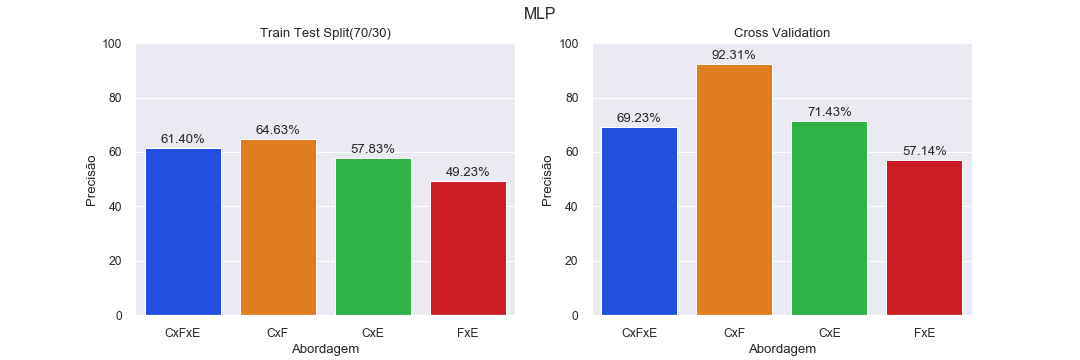 MLP
Train Test Split(70/30)
100
80
60
40
20
0
Precisão
61.40%
64.63%
57.83%
49.23%
CxFxE
CxF
CxE
FxE
Abordagem
Cross Validation
100
80
60
40
20
0
Precisão
69.23%
92.31%
71.43%
57.14%
CxFxE
CxF
CxE
FxE
Abordagem